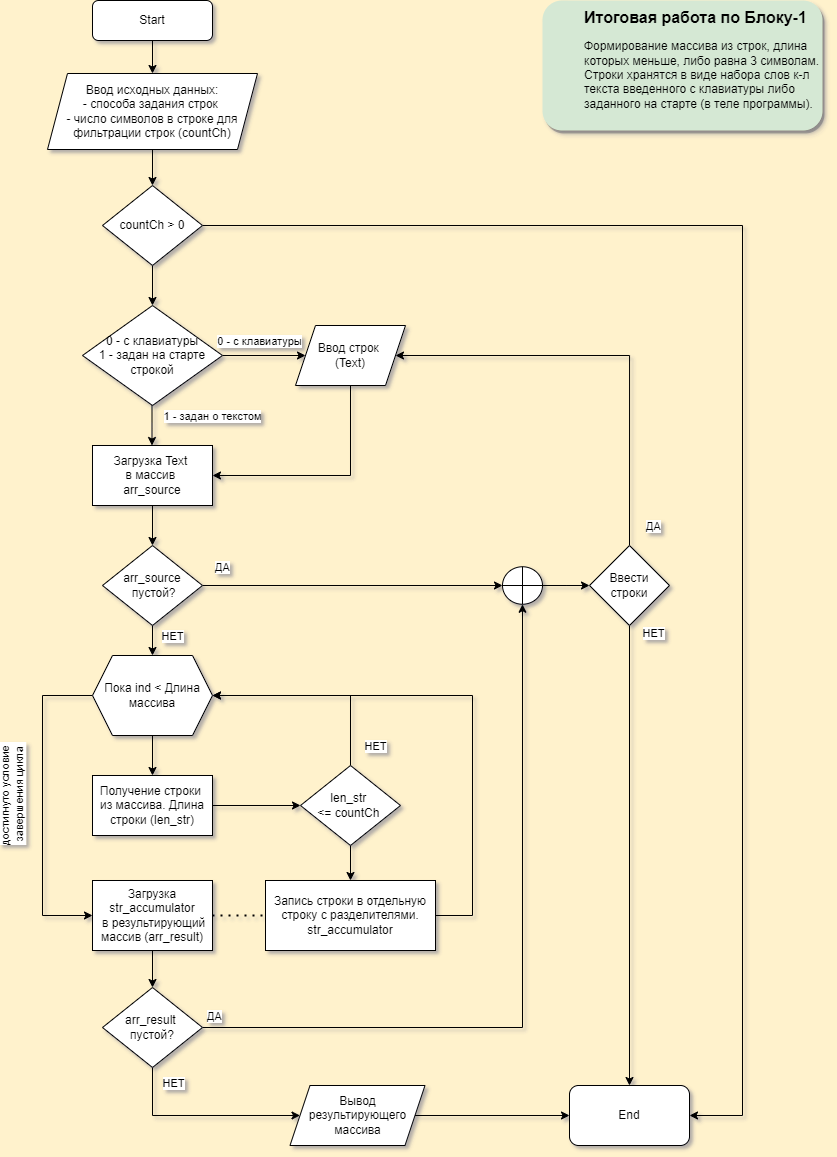 Start
Итоговая работа по Блоку-1
Формирование массива из строк, длина
которых меньше, либо равна 3 символам.
Строки хранятся в виде набора слов к-л
текста введенного с клавиатуры либо
заданного на старте (в теле программы).
Ввод исходных данных:
- способа задания строк
- число символов в строке для
фильтрации строк (countCh)
countCh > 0
0 - с клавиатуры
1 - задан на старте
строкой
0 - с клавиатуры
Ввод строк
(Text)
1 - задан о текстом
Загрузка Text
в массив
arr_source
ДА
arr_source
пустой?
ДА
Ввести
строки
НЕТ
НЕТ
Пока ind < Длина
массива
достигнуто условие
завершения цикла
НЕТ
Получение строки
из массива. Длина
строки (len_str)
len_str
<= countCh
Загрузка
str_accumulator
в результирующий
массив (arr_result)
Запись строки в отдельную
строку с разделителями.
str_accumulator
arr_result
пустой?
ДА
НЕТ
Вывод
результирующего
массива
End